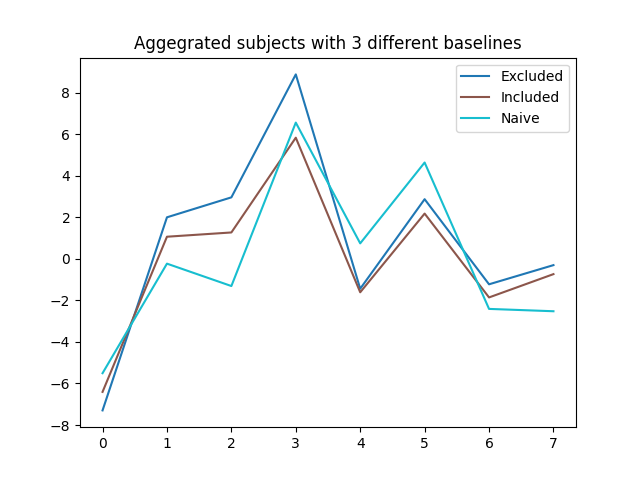 Aggegrated subjects with 3 different baselines
Excluded
Included
Naive
8
6
4
2
0
−2
−4
−6
−8
0 1 2 3 4 5 6 7